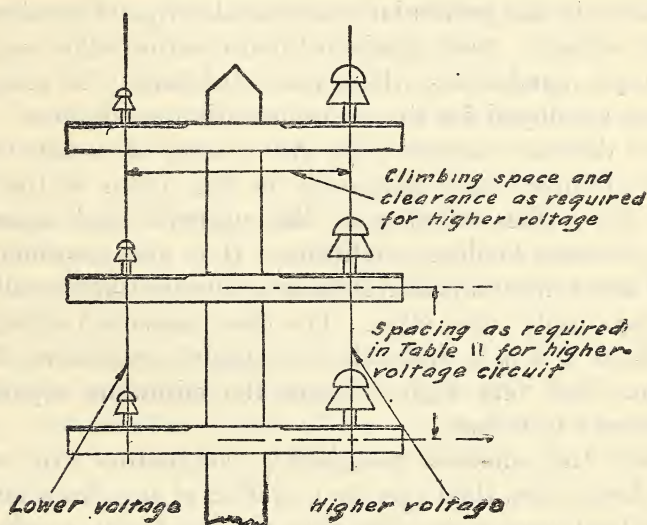 Climbing space and
clearance as required
for higher voltage
Spacing as required
in Table 11 for higher-
voltage circuit
Lower voltage
Higher voltage